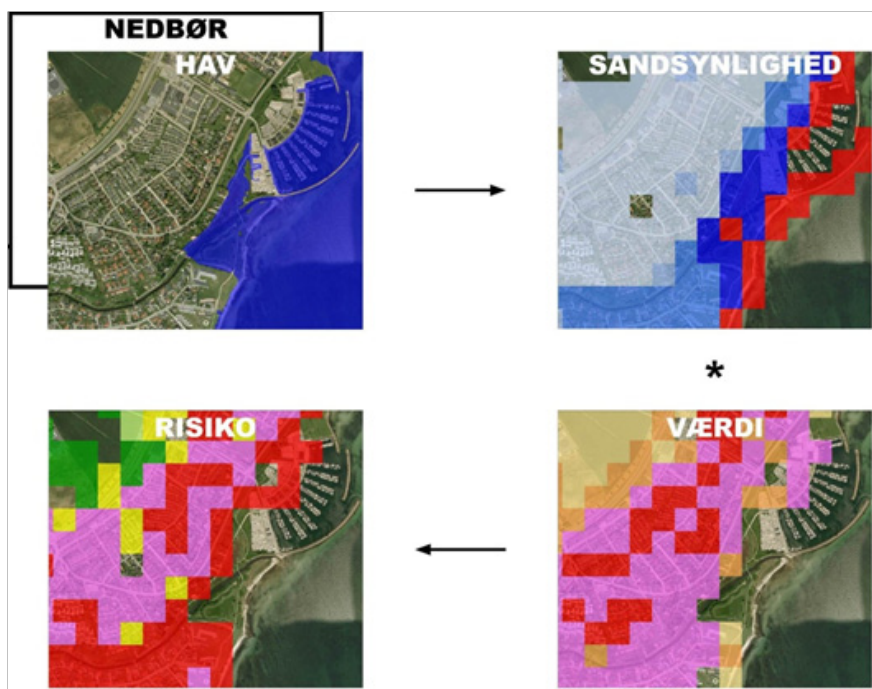 NEDBØR
HAV
SANDSYNLIGHED
*
RISIKO
VÆRDI